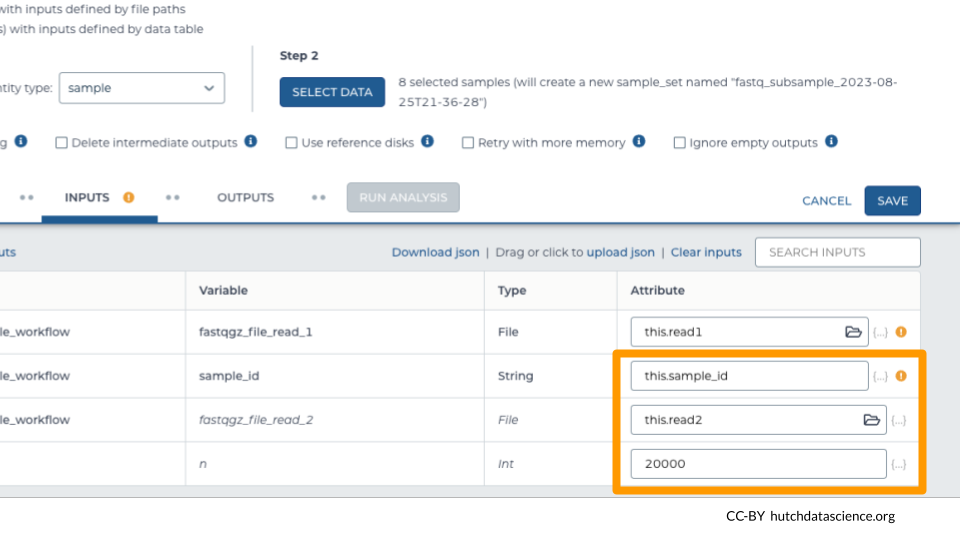 with inputs defined by file paths
s) with inputs defined by data table
Step 2
ntity type: sample
SELECT DATA
8 selected samples (will create a new sample_set named "fastq_subsample_2023-08-
25T21-36-28")
g Delete intermediate outputs Use reference disks Retry with more memory Ignore empty outputs
INPUTS OUTPUTS RUN ANALYSIS CANCEL SAVE
uts Download json | Drag or click to upload json | Clear inputs SEARCH INPUTS
Variable Type Attribute
le_workflow fastqgz_file_read_1 File this.read1 {...}
le_workflow sample_id String this.sample_id {...}
le_workflow fastqgz_file_read_2 File this.read2 {...}
n Int 20000 {...}
CC-BY hutchdatascience.org